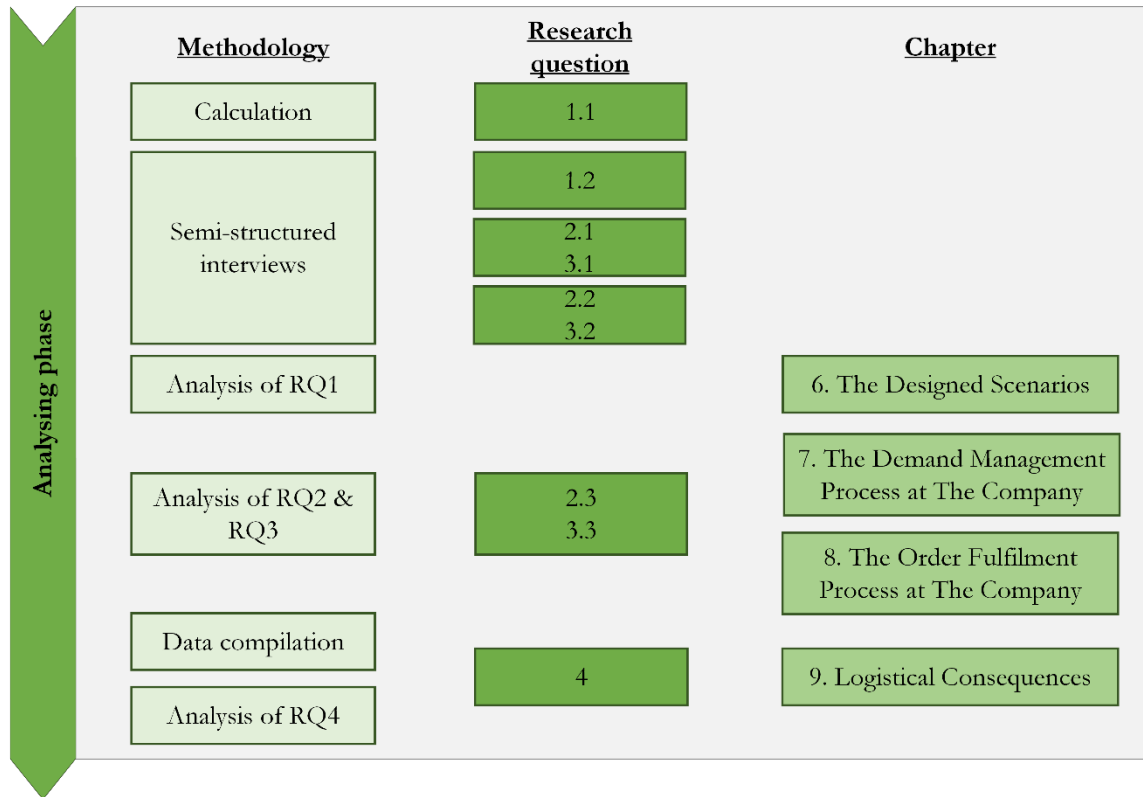 Analysing phase
Methodology
Research
question
Chapter
Calculation
1.1
Semi-structured
interviews
1.2
2.1
3.1
2.2
3.2
Analysis of RQ1
6. The Designed Scenarios
Analysis of RQ2 &
RQ3
2.3
3.3
7. The Demand Management
Process at The Company
8. The Order Fulfilment
Process at The Company
Data compilation
Analysis of RQ4
4
9. Logistical Consequences